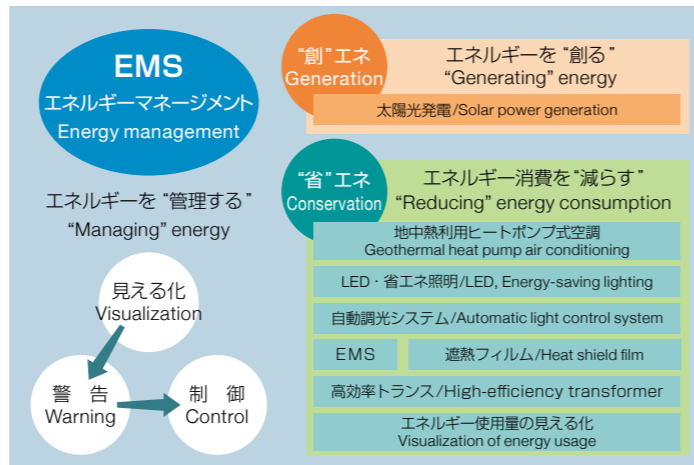 EMS
エネルギーマネージメント
Energy management
エネルギーを “管理する”
“Managing” energy
見える化
Visualization
警 告
Warning
制 御
Control
“創”エネ
Generation
エネルギーを “創る”
“Generating” energy
太陽光発電/Solar power generation
“省”エネ
Conservation
エネルギー消費を“減らす”
“Reducing” energy consumption
地中熱利用ヒートポンプ式空調
Geothermal heat pump air conditioning
LED・省エネ照明/LED, Energy-saving lighting
自動調光システム/Automatic light control system
EMS
遮熱フィルム/Heat shield film
高効率トランス/High-efficiency transformer
エネルギー使用量の見える化
Visualization of energy usage